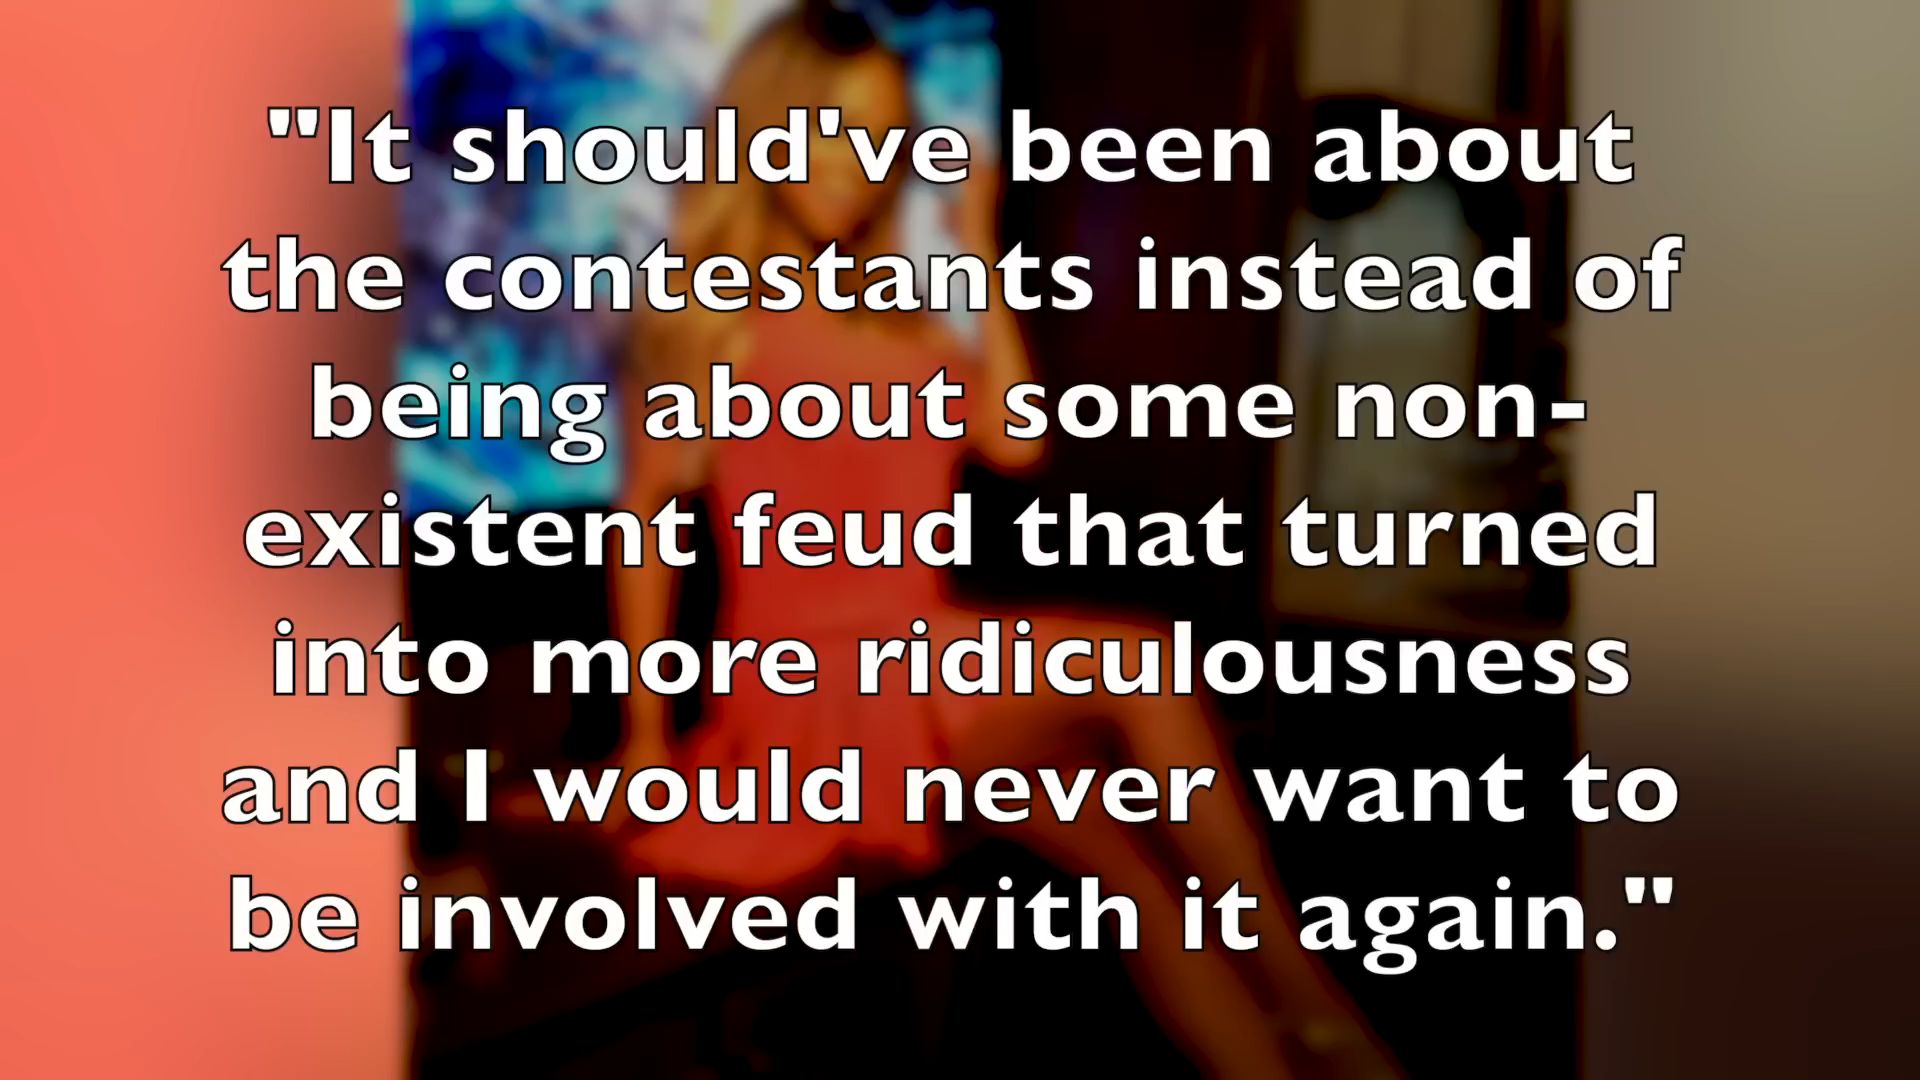 "It should've been about
the contestants instead of
being about some non-
existent feud that turned
into more ridiculousness
and I would never want to
be involved with it again."